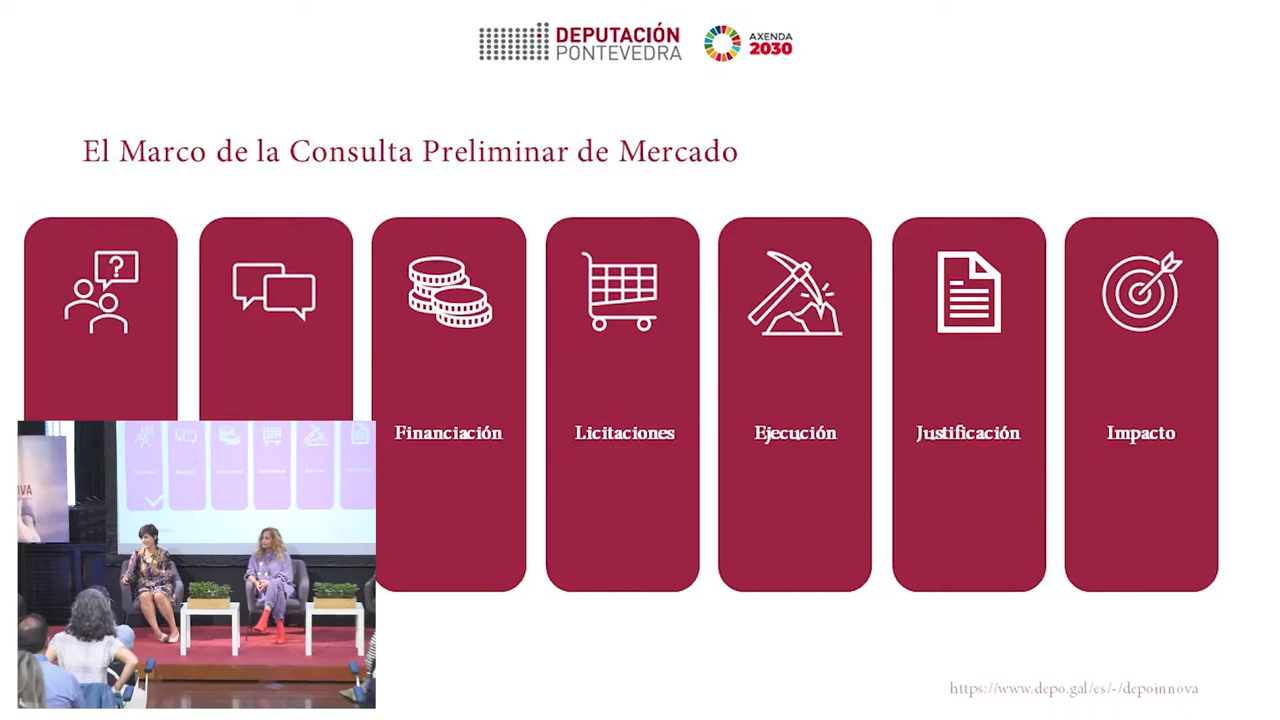 DEPUTACIÓN
PONTEVEDRA
AXENDA
2030
El Marco de la Consulta Preliminar de Mercado
Financiación
Licitaciones
Ejecución
Justificación
Impacto
https://www.depo.gal/es/-/depoinnova